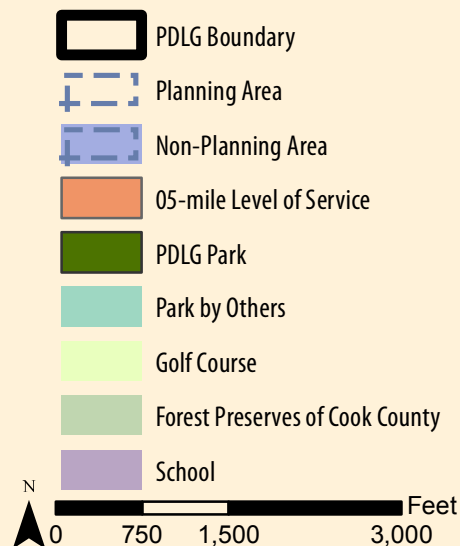 PDLG Boundary
Planning Area
Non-Planning Area
05-mile Level of Service
PDLG Park
Park by Others
Golf Course
Forest Preserves of Cook County
School
N
Feet
0 750 1,500 3,000